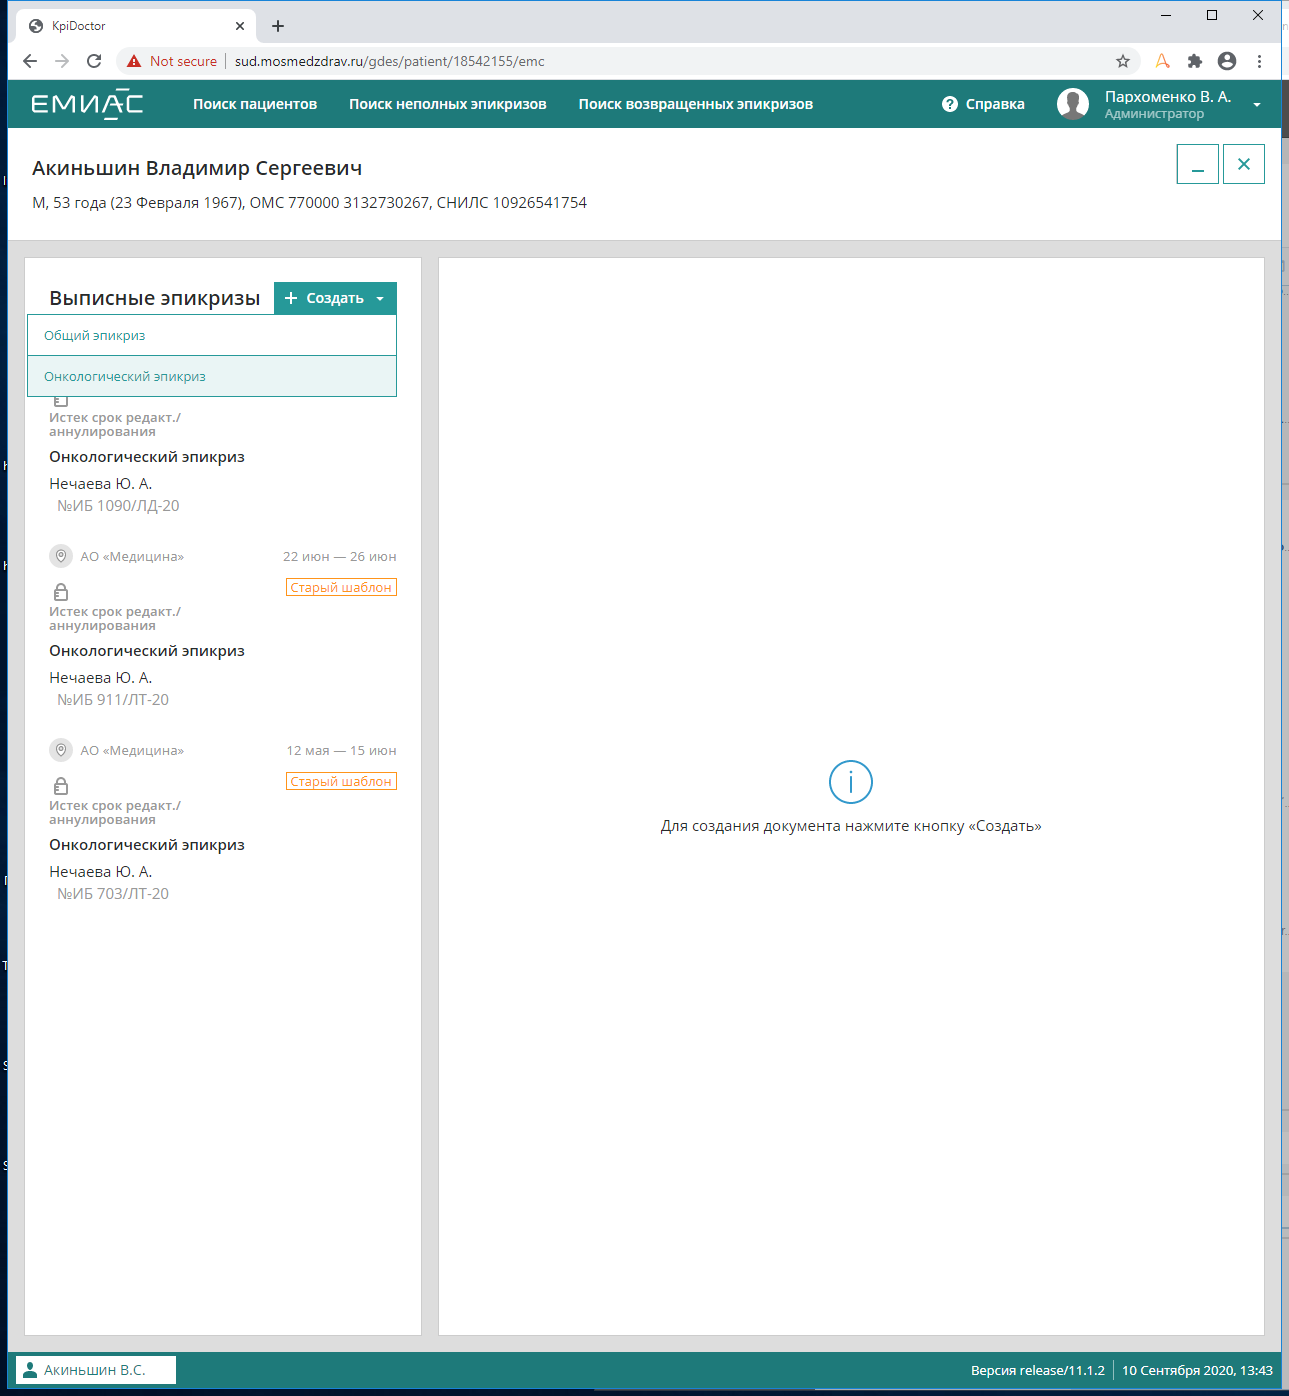 KpiDoctor
Not secure
sud.mosmedzdrav.ru/gdes/patient/18542155/emc
ЕМИАС
Поиск пациентов
Поиск неполных эпикризов
Поиск возвращенных эпикризов
? Справка
Пархоменко В. А.
Администратор
Акиньшин Владимир Сергеевич
М, 53 года (23 Февраля 1967), ОМС 770000 3132730267, СНИЛС 10926541754
Выписные эпикризы
+ Создать
Общий эпикриз
Онкологический эпикриз
Истек срок редакт./
аннулирования
Онкологический эпикриз
Нечаева Ю. А.
№ИБ 1090/ЛД-20
АО «Медицина»
22 июн — 26 июн
Старый шаблон
Истек срок редакт./
аннулирования
Онкологический эпикриз
Нечаева Ю. А.
№ИБ 911/ЛТ-20
АО «Медицина»
12 мая — 15 июн
Старый шаблон
Истек срок редакт./
аннулирования
Онкологический эпикриз
Нечаева Ю. А.
№ИБ 703/ЛТ-20
i
Для создания документа нажмите кнопку «Создать»
Акиньшин В.С.
Версия release/11.1.2
10 Сентября 2020, 13:43